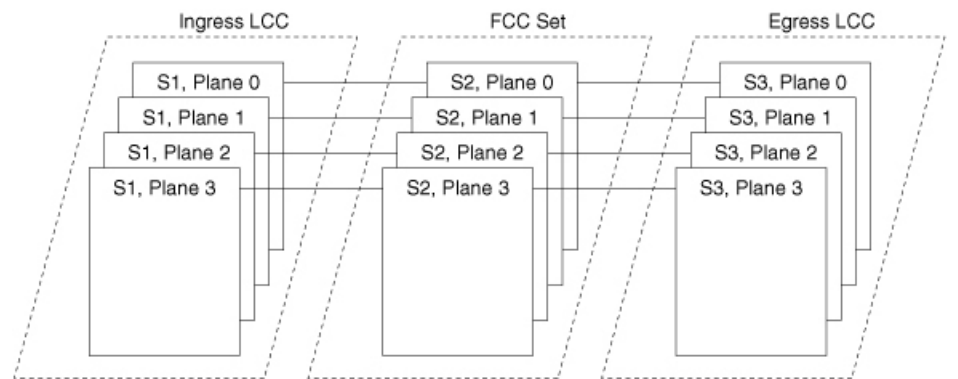 Ingress LCC FCC Set Egress LCC
S1, Plane 0 S2, Plane 0 S3, Plane 0
S1, Plane 1 S2, Plane 1 S3, Plane 1
S1, Plane 2 S2, Plane 2 S3, Plane 2
S1, Plane 3 S2, Plane 3 S3, Plane 3